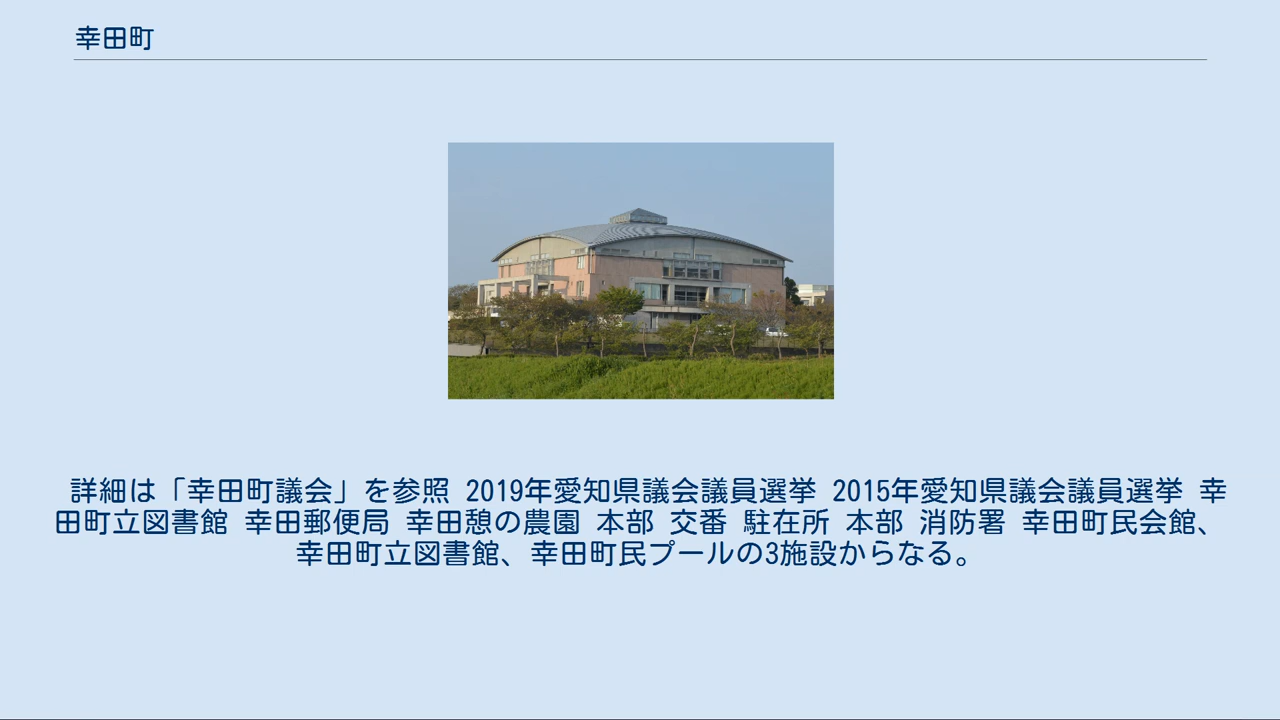 幸田町
詳細は「幸田町議会」を参照 2019年愛知県議会議員選挙 2015年愛知県議会議員選挙 幸
田町立図書館 幸田郵便局 幸田憩の農園 本部 交番 駐在所 本部 消防署 幸田町民会館、
幸田町立図書館、幸田町民プールの3施設からなる。